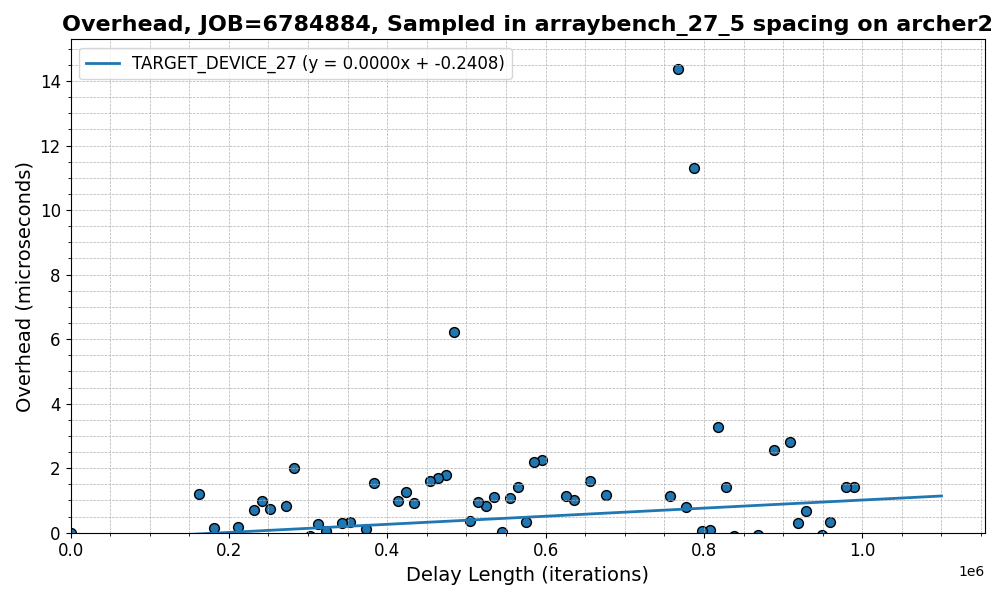 Overhead, JOB=6784884, Sampled in arraybench_27_5 spacing on archer2
TARGET_DEVICE_27 (y = 0.0000x + -0.2408)
14
12
10
8
6
4
2
0
Overhead (microseconds)
0.0 0.2 0.4 0.6 0.8 1.0
1e6
Delay Length (iterations)